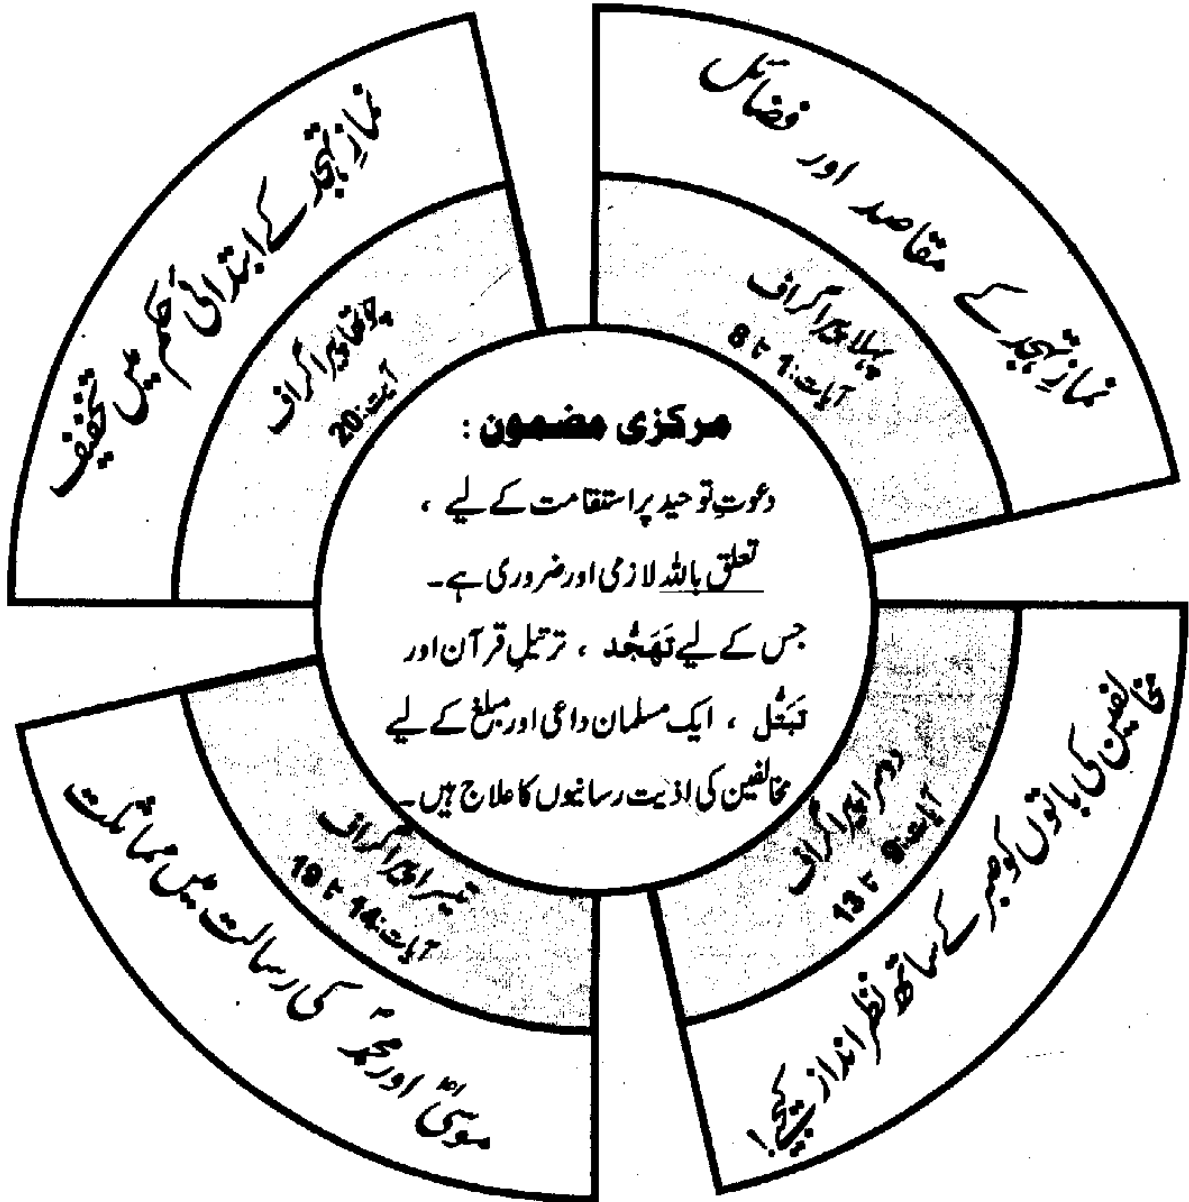 مرکزی مضمون :
دعوتِ توحید پر استقامت کے لیے ،
تعلق باللہ لازمی اور ضروری ہے۔
جس کے لیے تَهَجُّد ، ترتیلِ قرآن اور
تَبَتُّل ، ایک مسلمان داعی اور مبلغ کے لیے
مخالفین کی اذیت رسانیوں کا علاج ہیں۔
نمازِ تہجد کے مقاصد اور فضائل
پہلا پیراگراف
آیات:1 تا 8
مخالفین کی باتوں کو صبر کے ساتھ نظر انداز کیجیے!
دوسرا پیراگراف
آیات:9 تا 13
موسیٰؑ اور محمدؐ کی رسالت میں مماثلت
تیسرا پیراگراف
آیات:14 تا 19
نمازِ تہجد کے ابتدائی حکم میں تخفیف
چوتھا پیراگراف
آیت:20